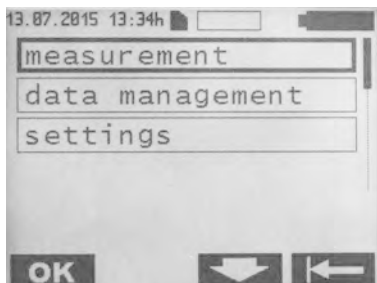 13.07.2015 13:34h
measurement
data management
settings
OK